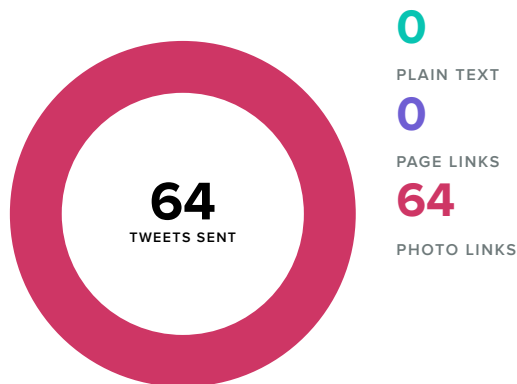 64
TWEETS SENT
0
PLAIN TEXT
0
PAGE LINKS
64
PHOTO LINKS